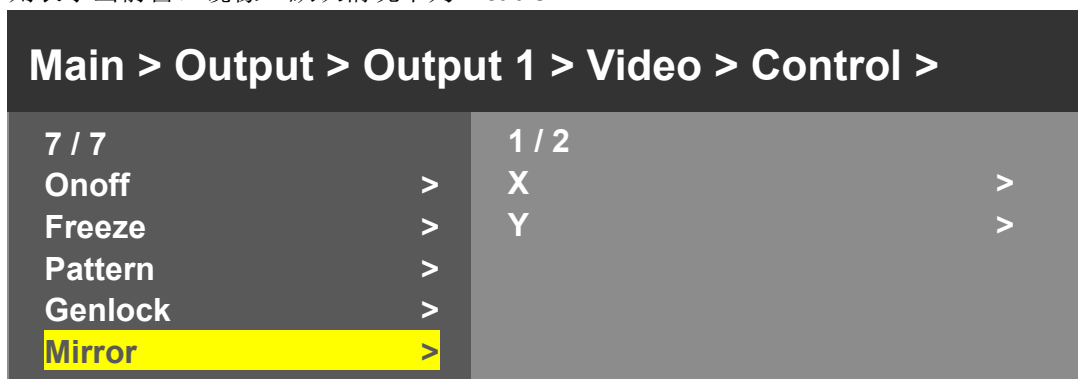 Main > Output > Output 1 > Video > Control >
7 / 7
Onoff >
Freeze >
Pattern >
Genlock >
Mirror >
1 / 2
X >
Y >